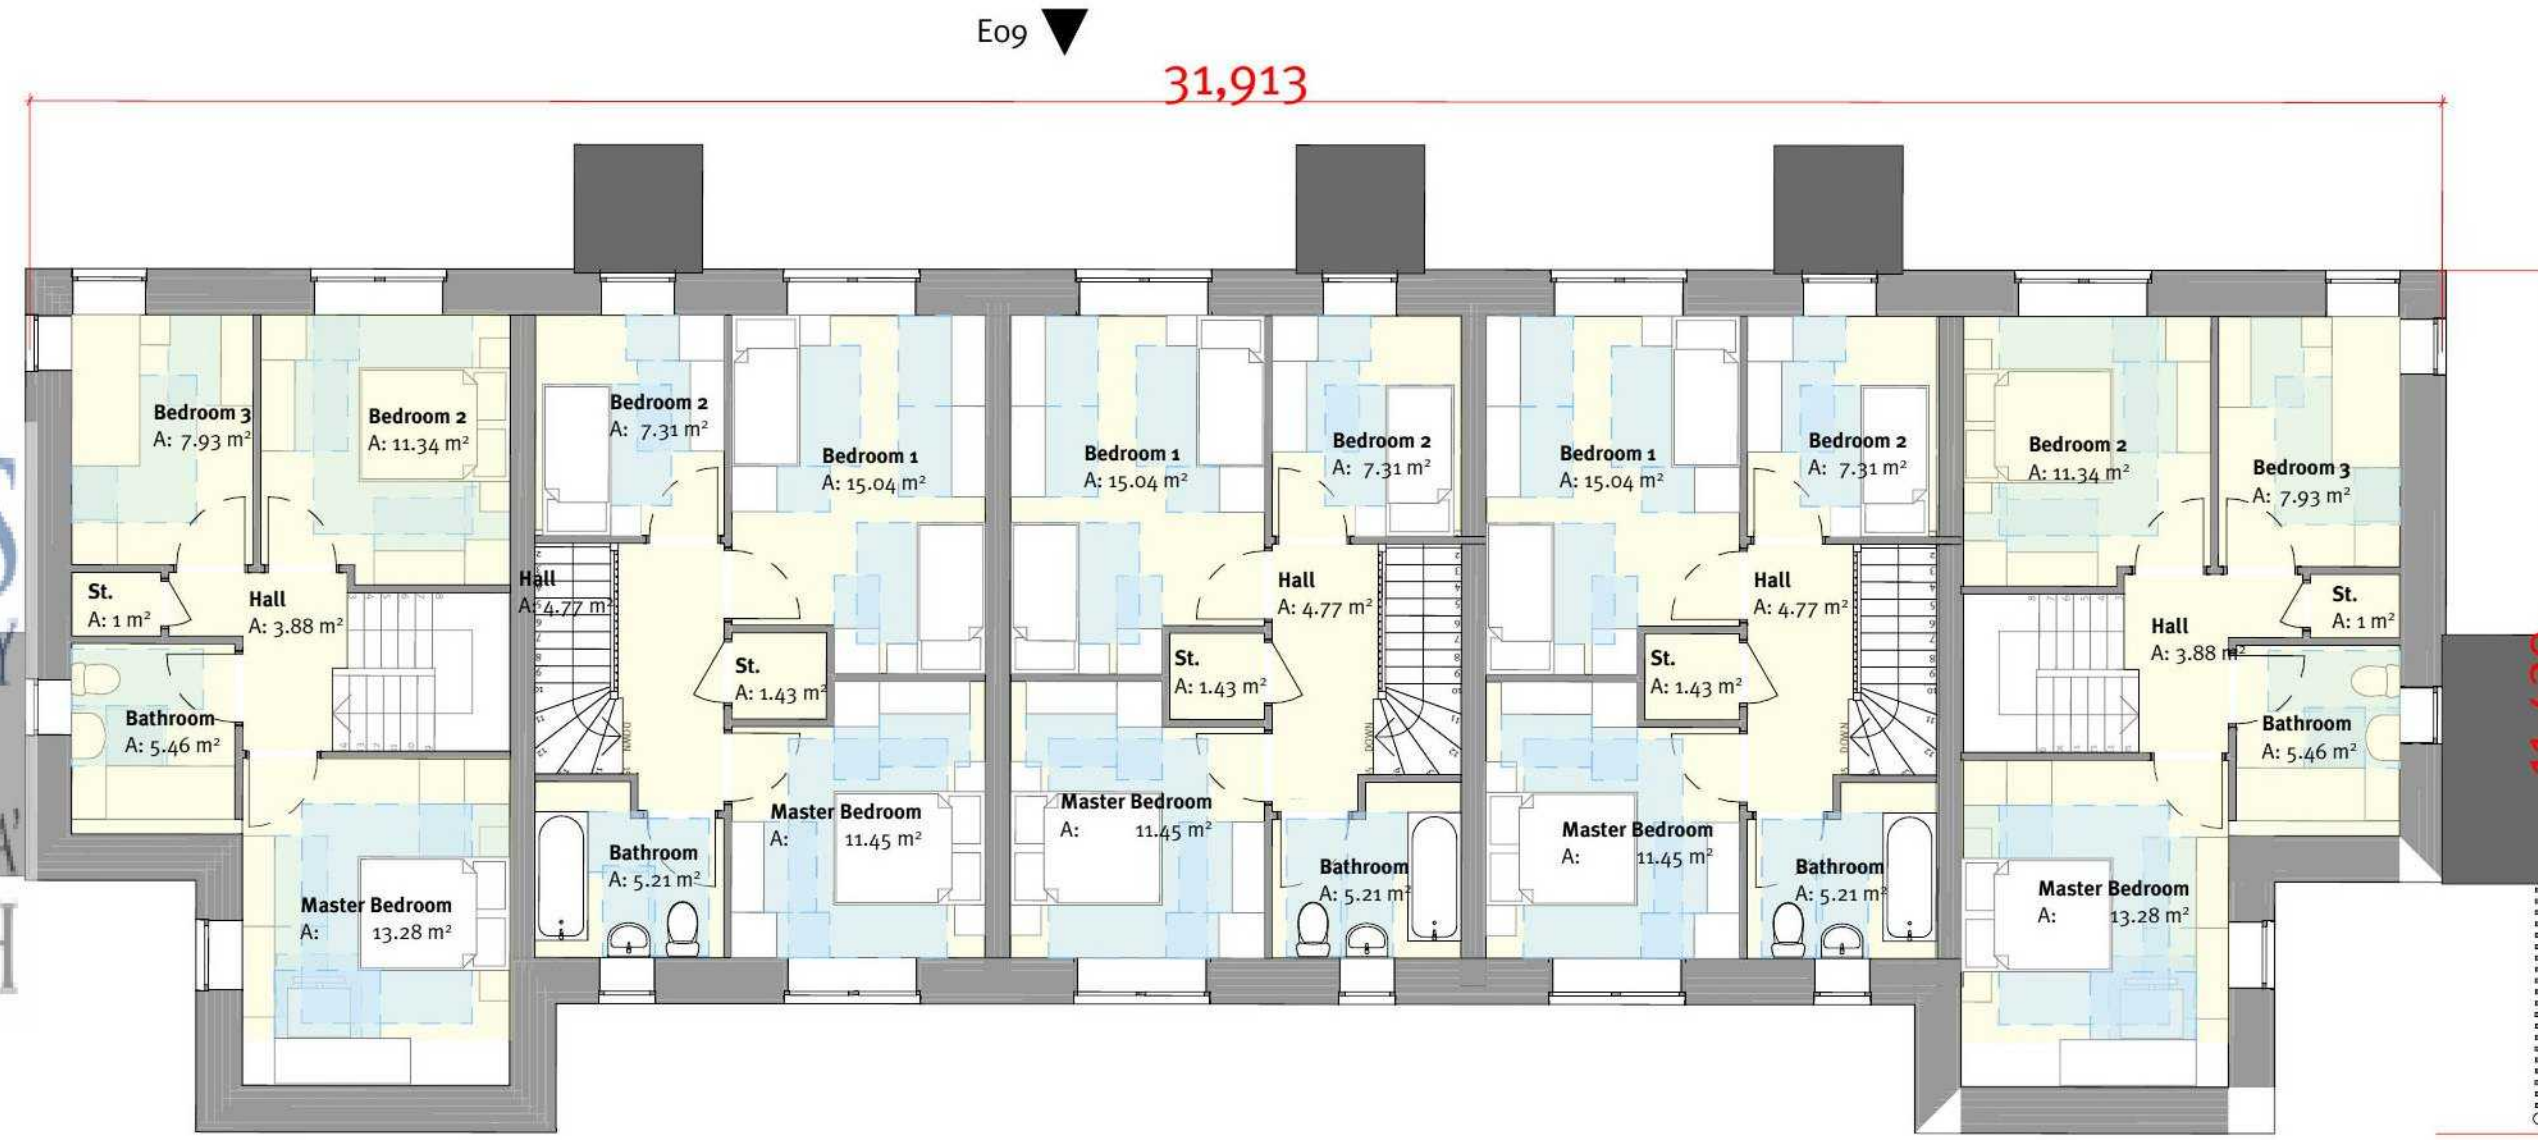 E09
31,913
Bedroom 3
A: 7.93 m²
Bedroom 2
A: 11.34 m²
St.
A: 1 m²
Hall
A: 3.88 m²
Bathroom
A: 5.46 m²
Master Bedroom
A: 13.28 m²
Bedroom 2
A: 7.31 m²
Bedroom 1
A: 15.04 m²
Hall
A: 4.77 m²
St.
A: 1.43 m²
DOWN
Bathroom
A: 5.21 m²
Master Bedroom
A: 11.45 m²
Bedroom 1
A: 15.04 m²
Bedroom 2
A: 7.31 m²
Hall
A: 4.77 m²
St.
A: 1.43 m²
DOWN
Master Bedroom
A: 11.45 m²
Bathroom
A: 5.21 m²
Bedroom 1
A: 15.04 m²
Bedroom 2
A: 7.31 m²
Hall
A: 4.77 m²
St.
A: 1.43 m²
DOWN
Master Bedroom
A: 11.45 m²
Bathroom
A: 5.21 m²
Bedroom 2
A: 11.34 m²
Bedroom 3
A: 7.93 m²
St.
A: 1 m²
Hall
A: 3.88 m²
Bathroom
A: 5.46 m²
Master Bedroom
A: 13.28 m²